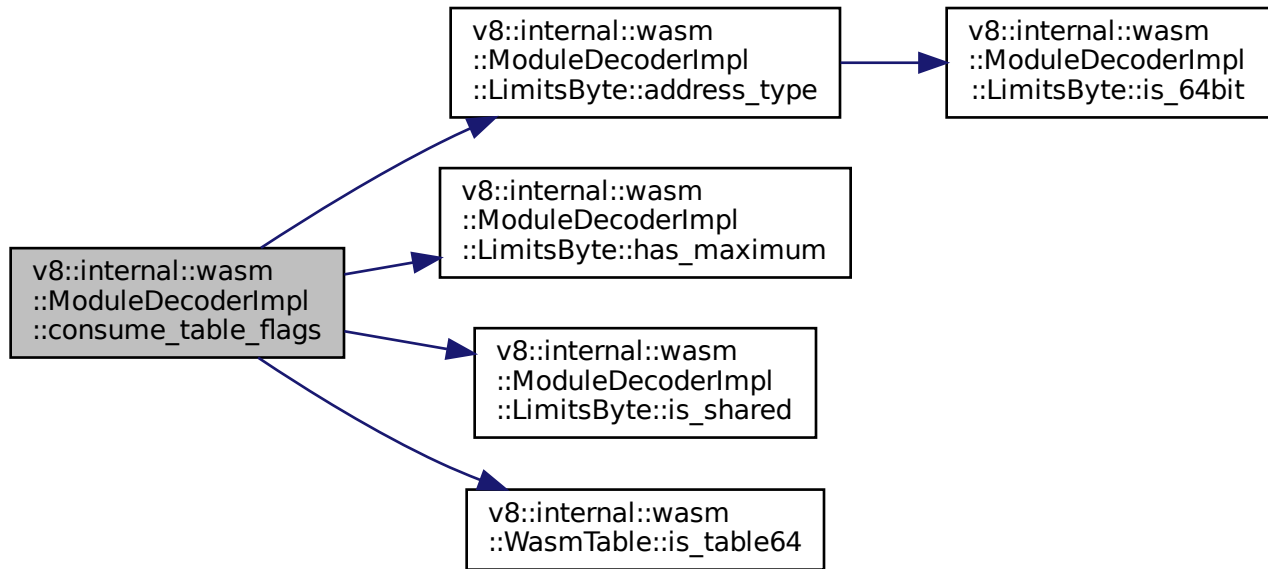 v8::internal::wasm
::ModuleDecoderImpl
::consume_table_flags
v8::internal::wasm
::ModuleDecoderImpl
::LimitsByte::address_type
v8::internal::wasm
::ModuleDecoderImpl
::LimitsByte::is_64bit
v8::internal::wasm
::ModuleDecoderImpl
::LimitsByte::has_maximum
v8::internal::wasm
::ModuleDecoderImpl
::LimitsByte::is_shared
v8::internal::wasm
::WasmTable::is_table64